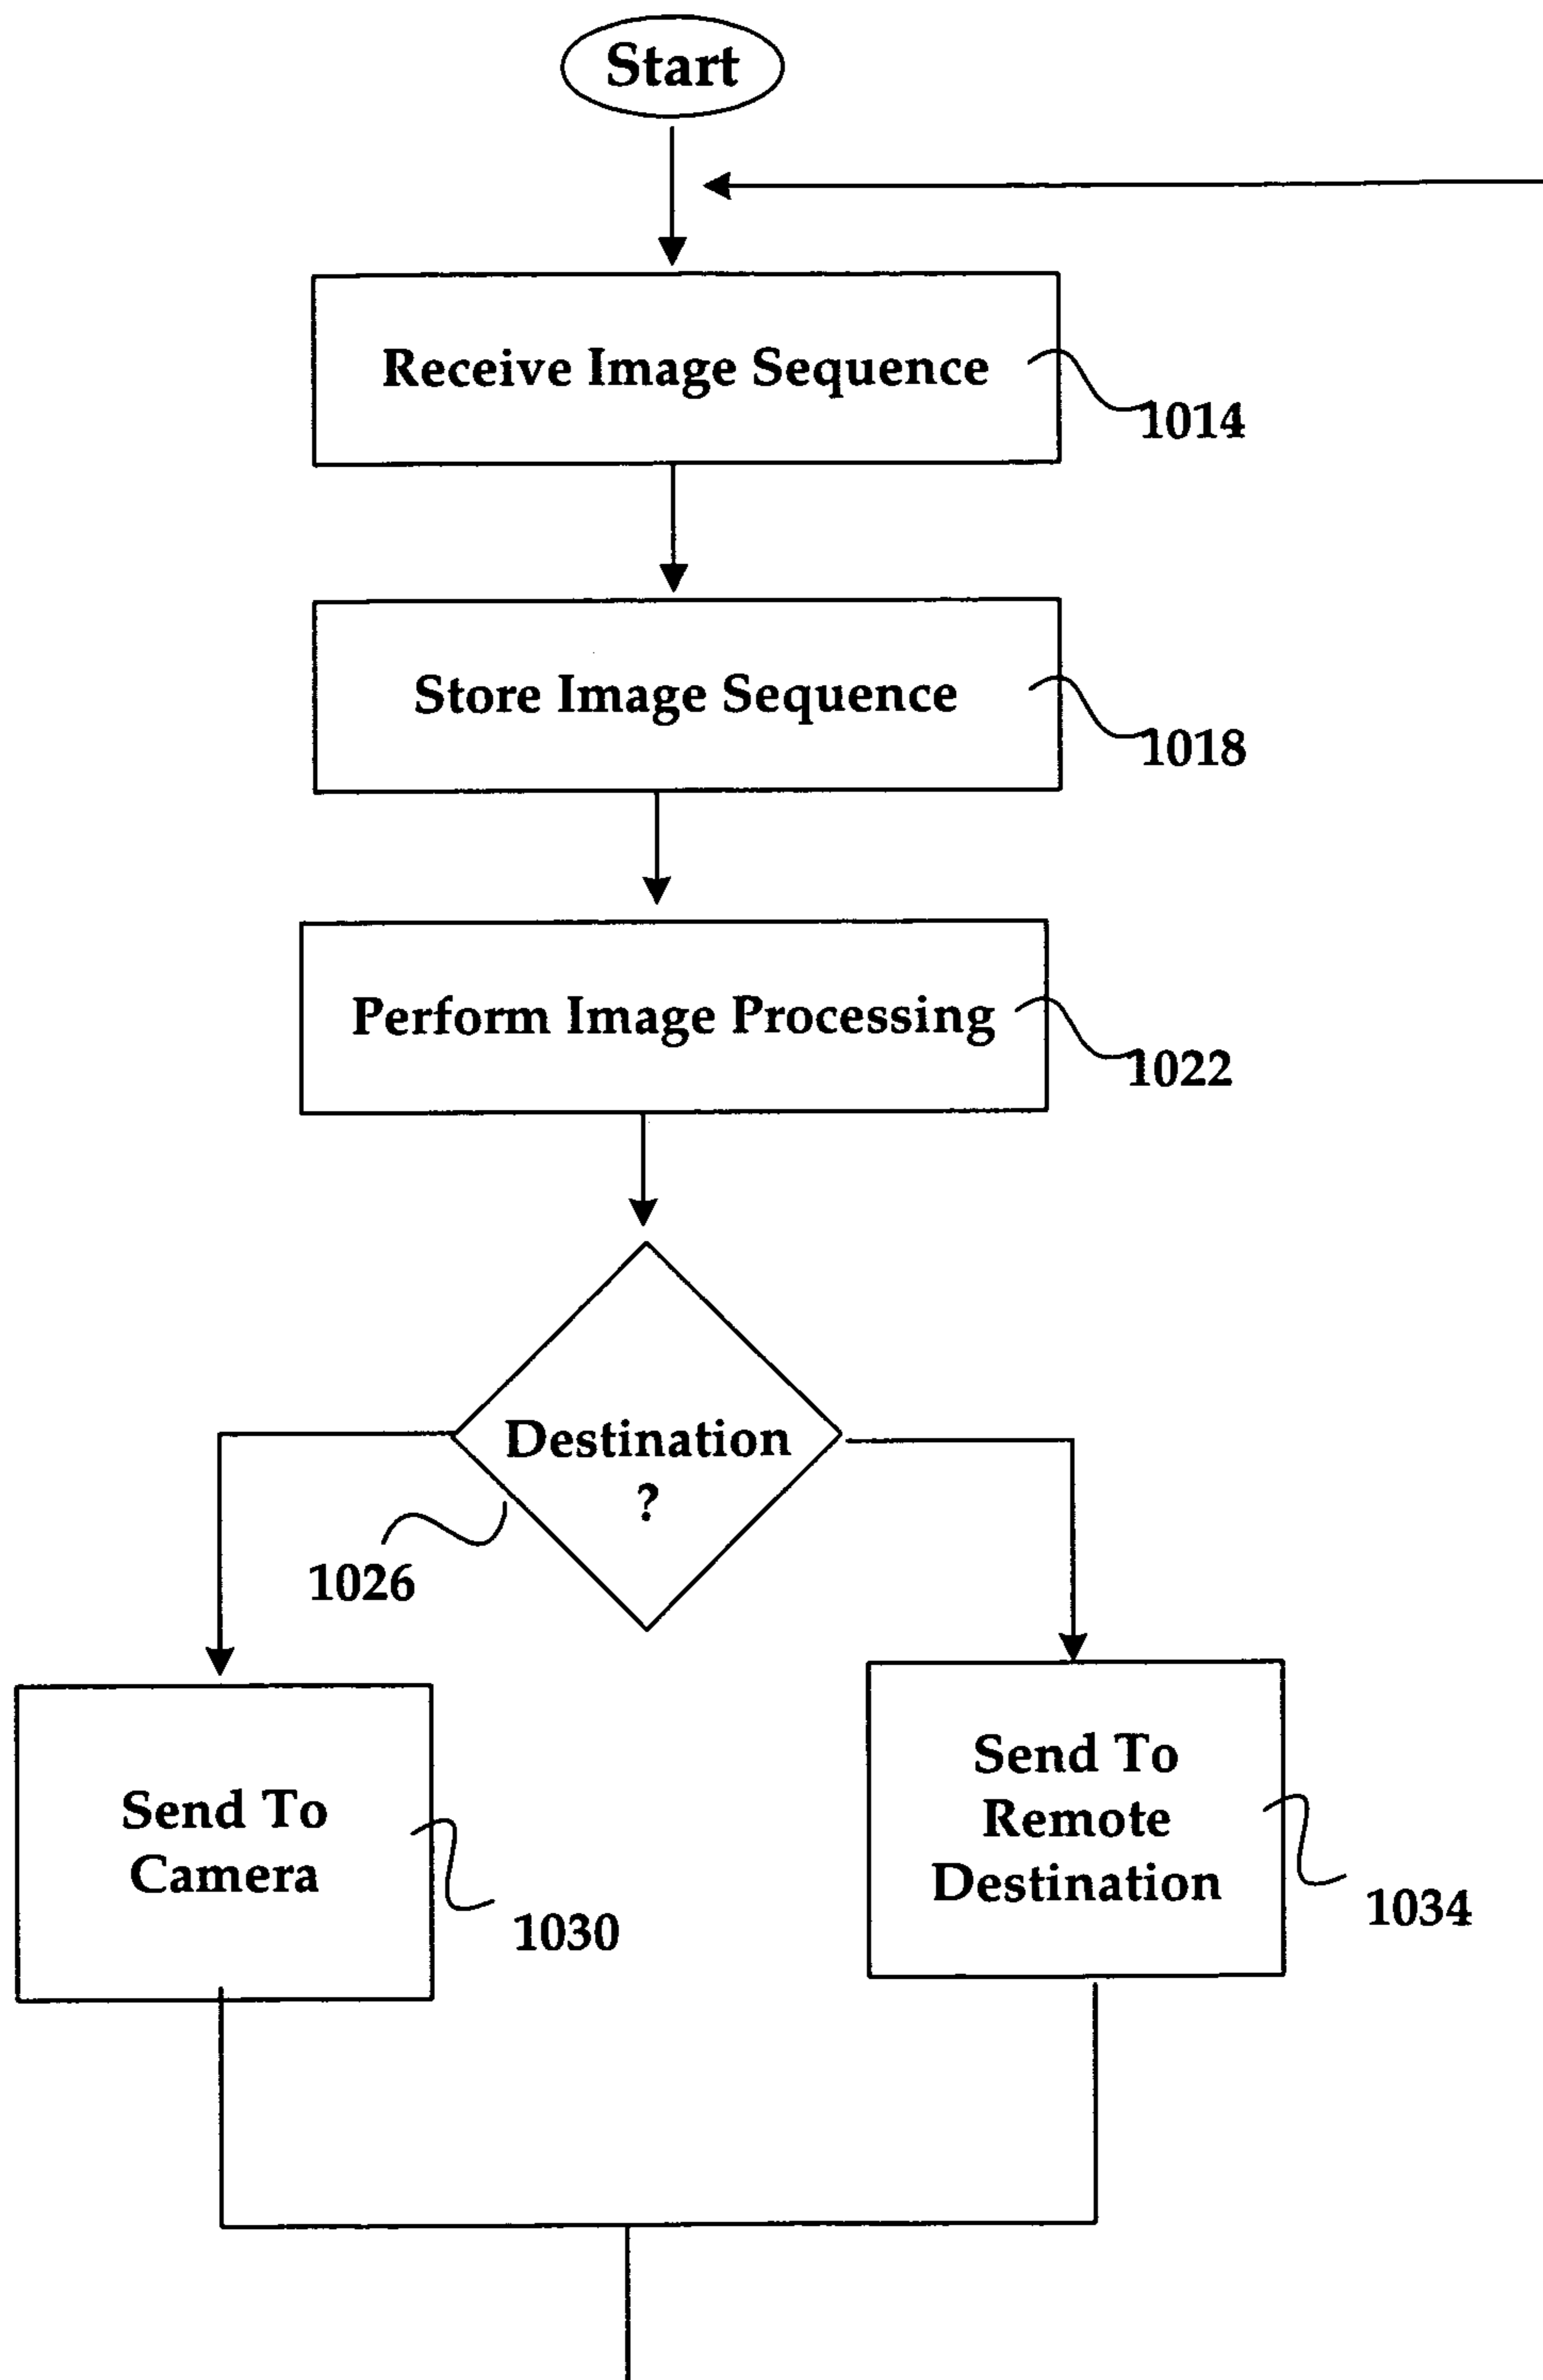 Start
Receive Image Sequence
1014
Store Image Sequence
1018
Perform Image Processing
1022
Destination
?
1026
Send To
Camera
1030
Send To
Remote
Destination
1034